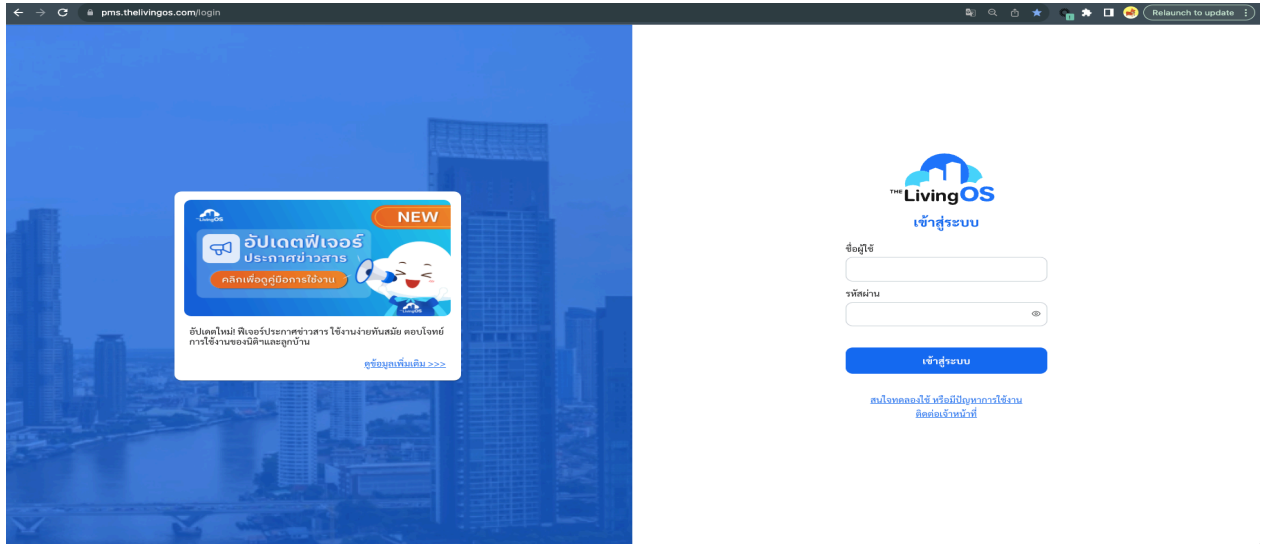 pms.thelivingos.com/login
Relaunch to update
THE LivingOS
NEW
อัปเดตฟีเจอร์
ประกาศข่าวสาร
คลิกเพื่อดูคู่มือการใช้งาน
THE LivingOS
อัปเดตใหม่! ฟีเจอร์ประกาศข่าวสาร ใช้งานง่ายทันสมัย ตอบโจทย์
การใช้งานของนิติฯและลูกบ้าน
ดูข้อมูลเพิ่มเติม >>>
THE LivingOS
เข้าสู่ระบบ
ชื่อผู้ใช้
รหัสผ่าน
เข้าสู่ระบบ
สนใจทดลองใช้ หรือมีปัญหาการใช้งาน
ติดต่อเจ้าหน้าที่